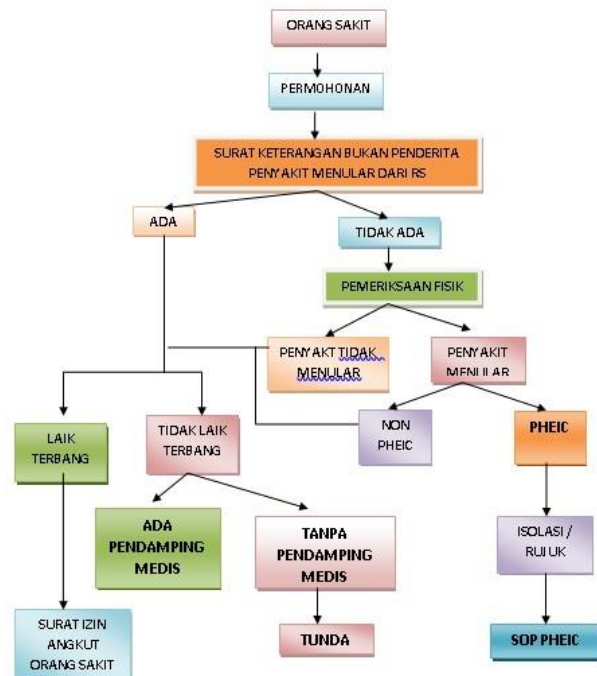 ORANG SAKIT
PERMOHONAN
SURAT KETERANGAN BUKAN PENDERITA
PENYAKIT MENULAR DARI RS
ADA
TIDAK ADA
PEMERIKSAAN FISIK
PENYAKT TIDAK
MENULAR
PENYAKIT
MENULAR
LAIK
TERBANG
TIDAK LAIK
TERBANG
NON
PHEIC
PHEIC
ADA
PENDAMPING
MEDIS
TANPA
PENDAMPING
MEDIS
ISOLASI /
RUJUK
SURAT IZIN
ANGKUT
ORANG SAKIT
TUNDA
SOP PHEIC